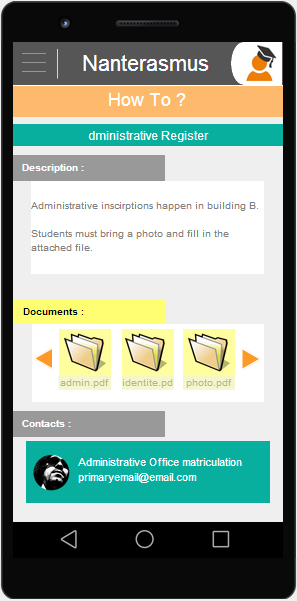 Nanterasmus
How To ?
dministrative Register
Description :
Administrative inscirptions happen in building B.
Students must bring a photo and fill in the
attached file.
Documents :
admin.pdf identite.pd photo.pdf
Contacts :
Administrative Office matriculation
primaryemail@email.com